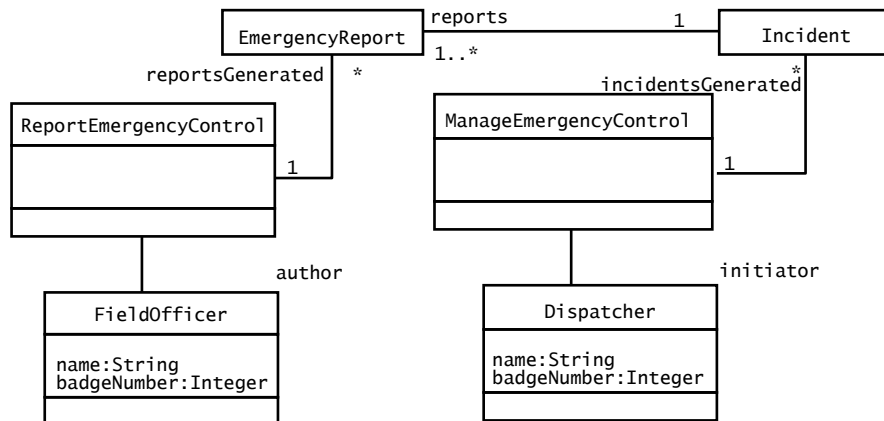 reports
1
EmergencyReport
Incident
1..*
reportsGenerated
*
*
incidentsGenerated
ReportEmergencyControl
ManageEmergencyControl
1
1
author
initiator
FieldOfficer
Dispatcher
name:String
badgeNumber:Integer
name:String
badgeNumber:Integer